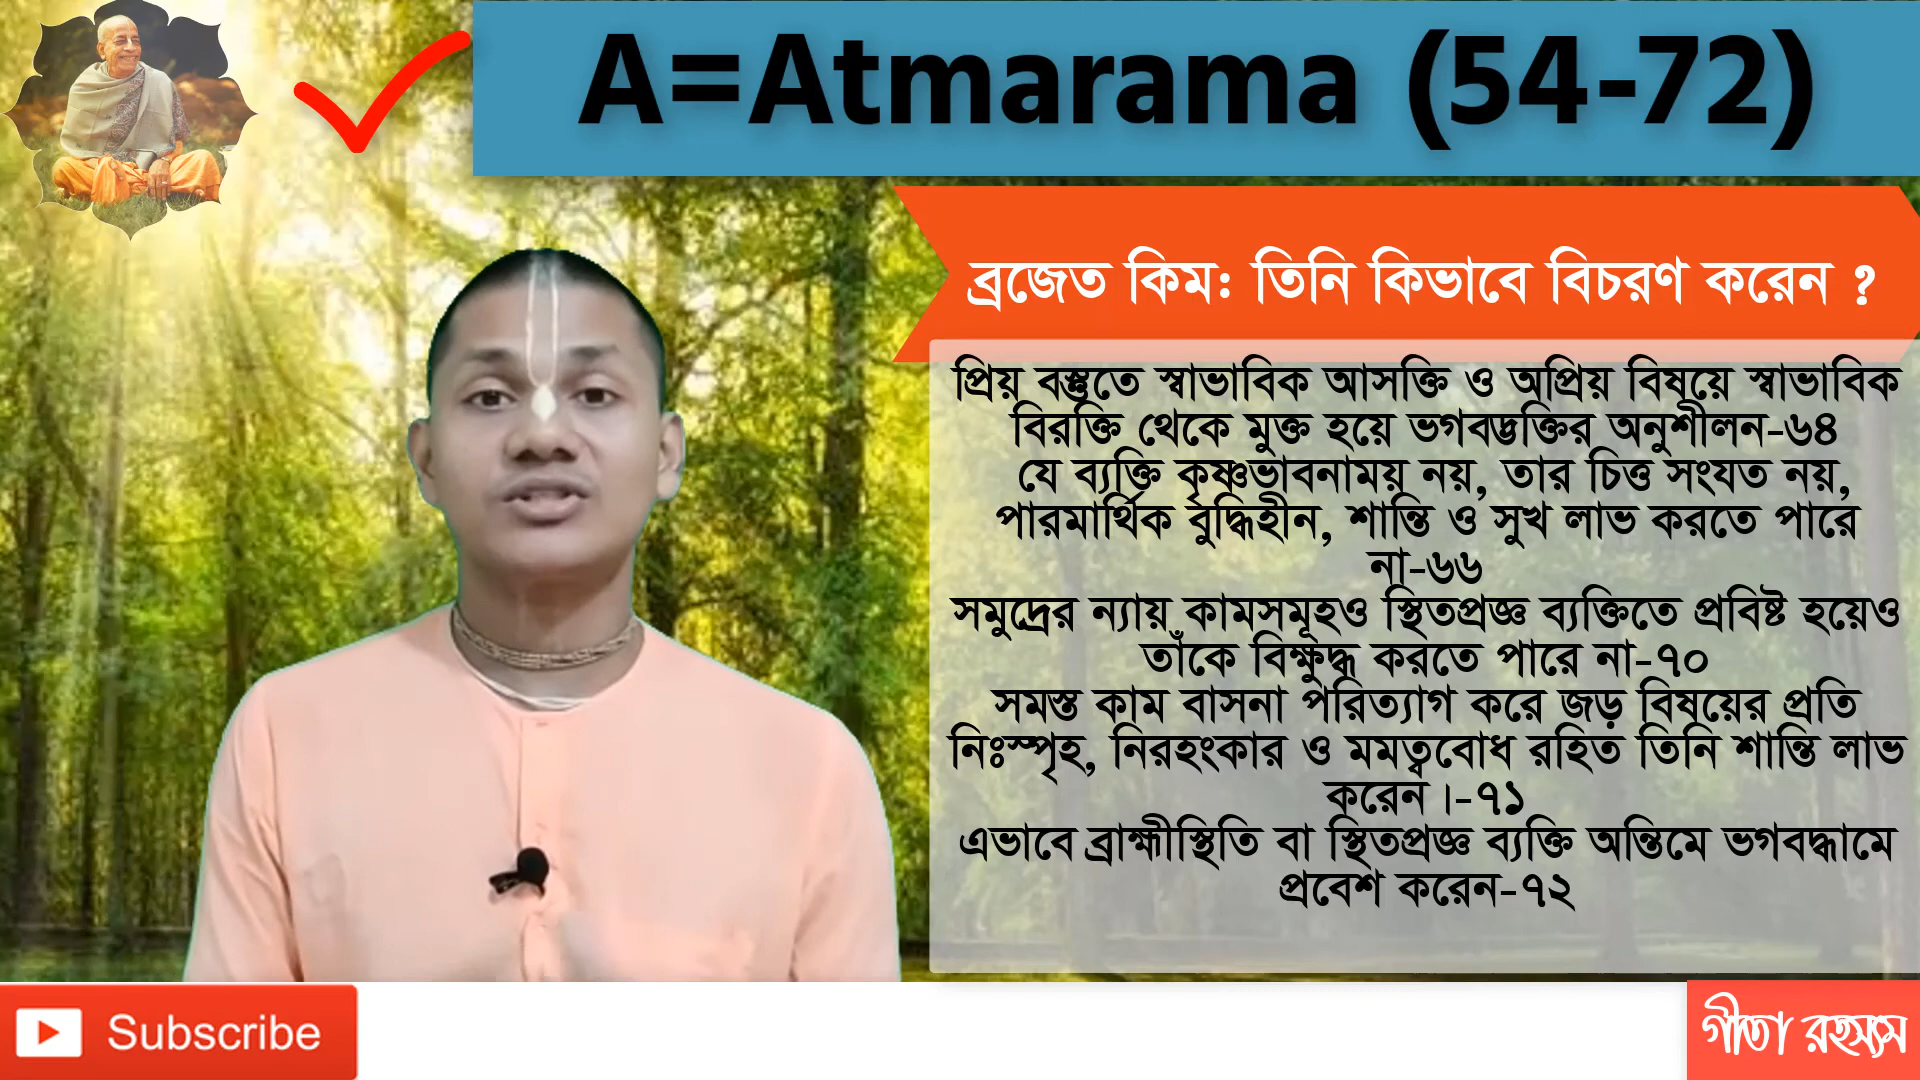 A=Atmarama (54-72)
ব্রজেত কিম: তিনি কিভাবে বিচরণ করেন ?
প্রিয় বস্তুতে স্বাভাবিক আসক্তি ও অপ্রিয় বিষয়ে স্বাভাবিক
বিরক্তি থেকে মুক্ত হয়ে ভগবদ্ভক্তির অনুশীলন-৬৪
যে ব্যক্তি কৃষ্ণভাবনাময় নয়, তার চিত্ত সংযত নয়,
পারমার্থিক বুদ্ধিহীন, শান্তি ও সুখ লাভ করতে পারে
না-৬৬
সমুদ্রের ন্যায় কামসমূহও স্থিতপ্রজ্ঞ ব্যক্তিতে প্রবিষ্ট হয়েও
তাঁকে বিক্ষুদ্ধ করতে পারে না-৭০
সমস্ত কাম বাসনা পরিত্যাগ করে জড় বিষয়ের প্রতি
নিঃস্পৃহ, নিরহংকার ও মমত্ববোধ রহিত তিনি শান্তি লাভ
করেন।-৭১
এভাবে ব্রাহ্মীস্থিতি বা স্থিতপ্রজ্ঞ ব্যক্তি অন্তিমে ভগবদ্ধামে
প্রবেশ করেন-৭২
Subscribe
গীতা